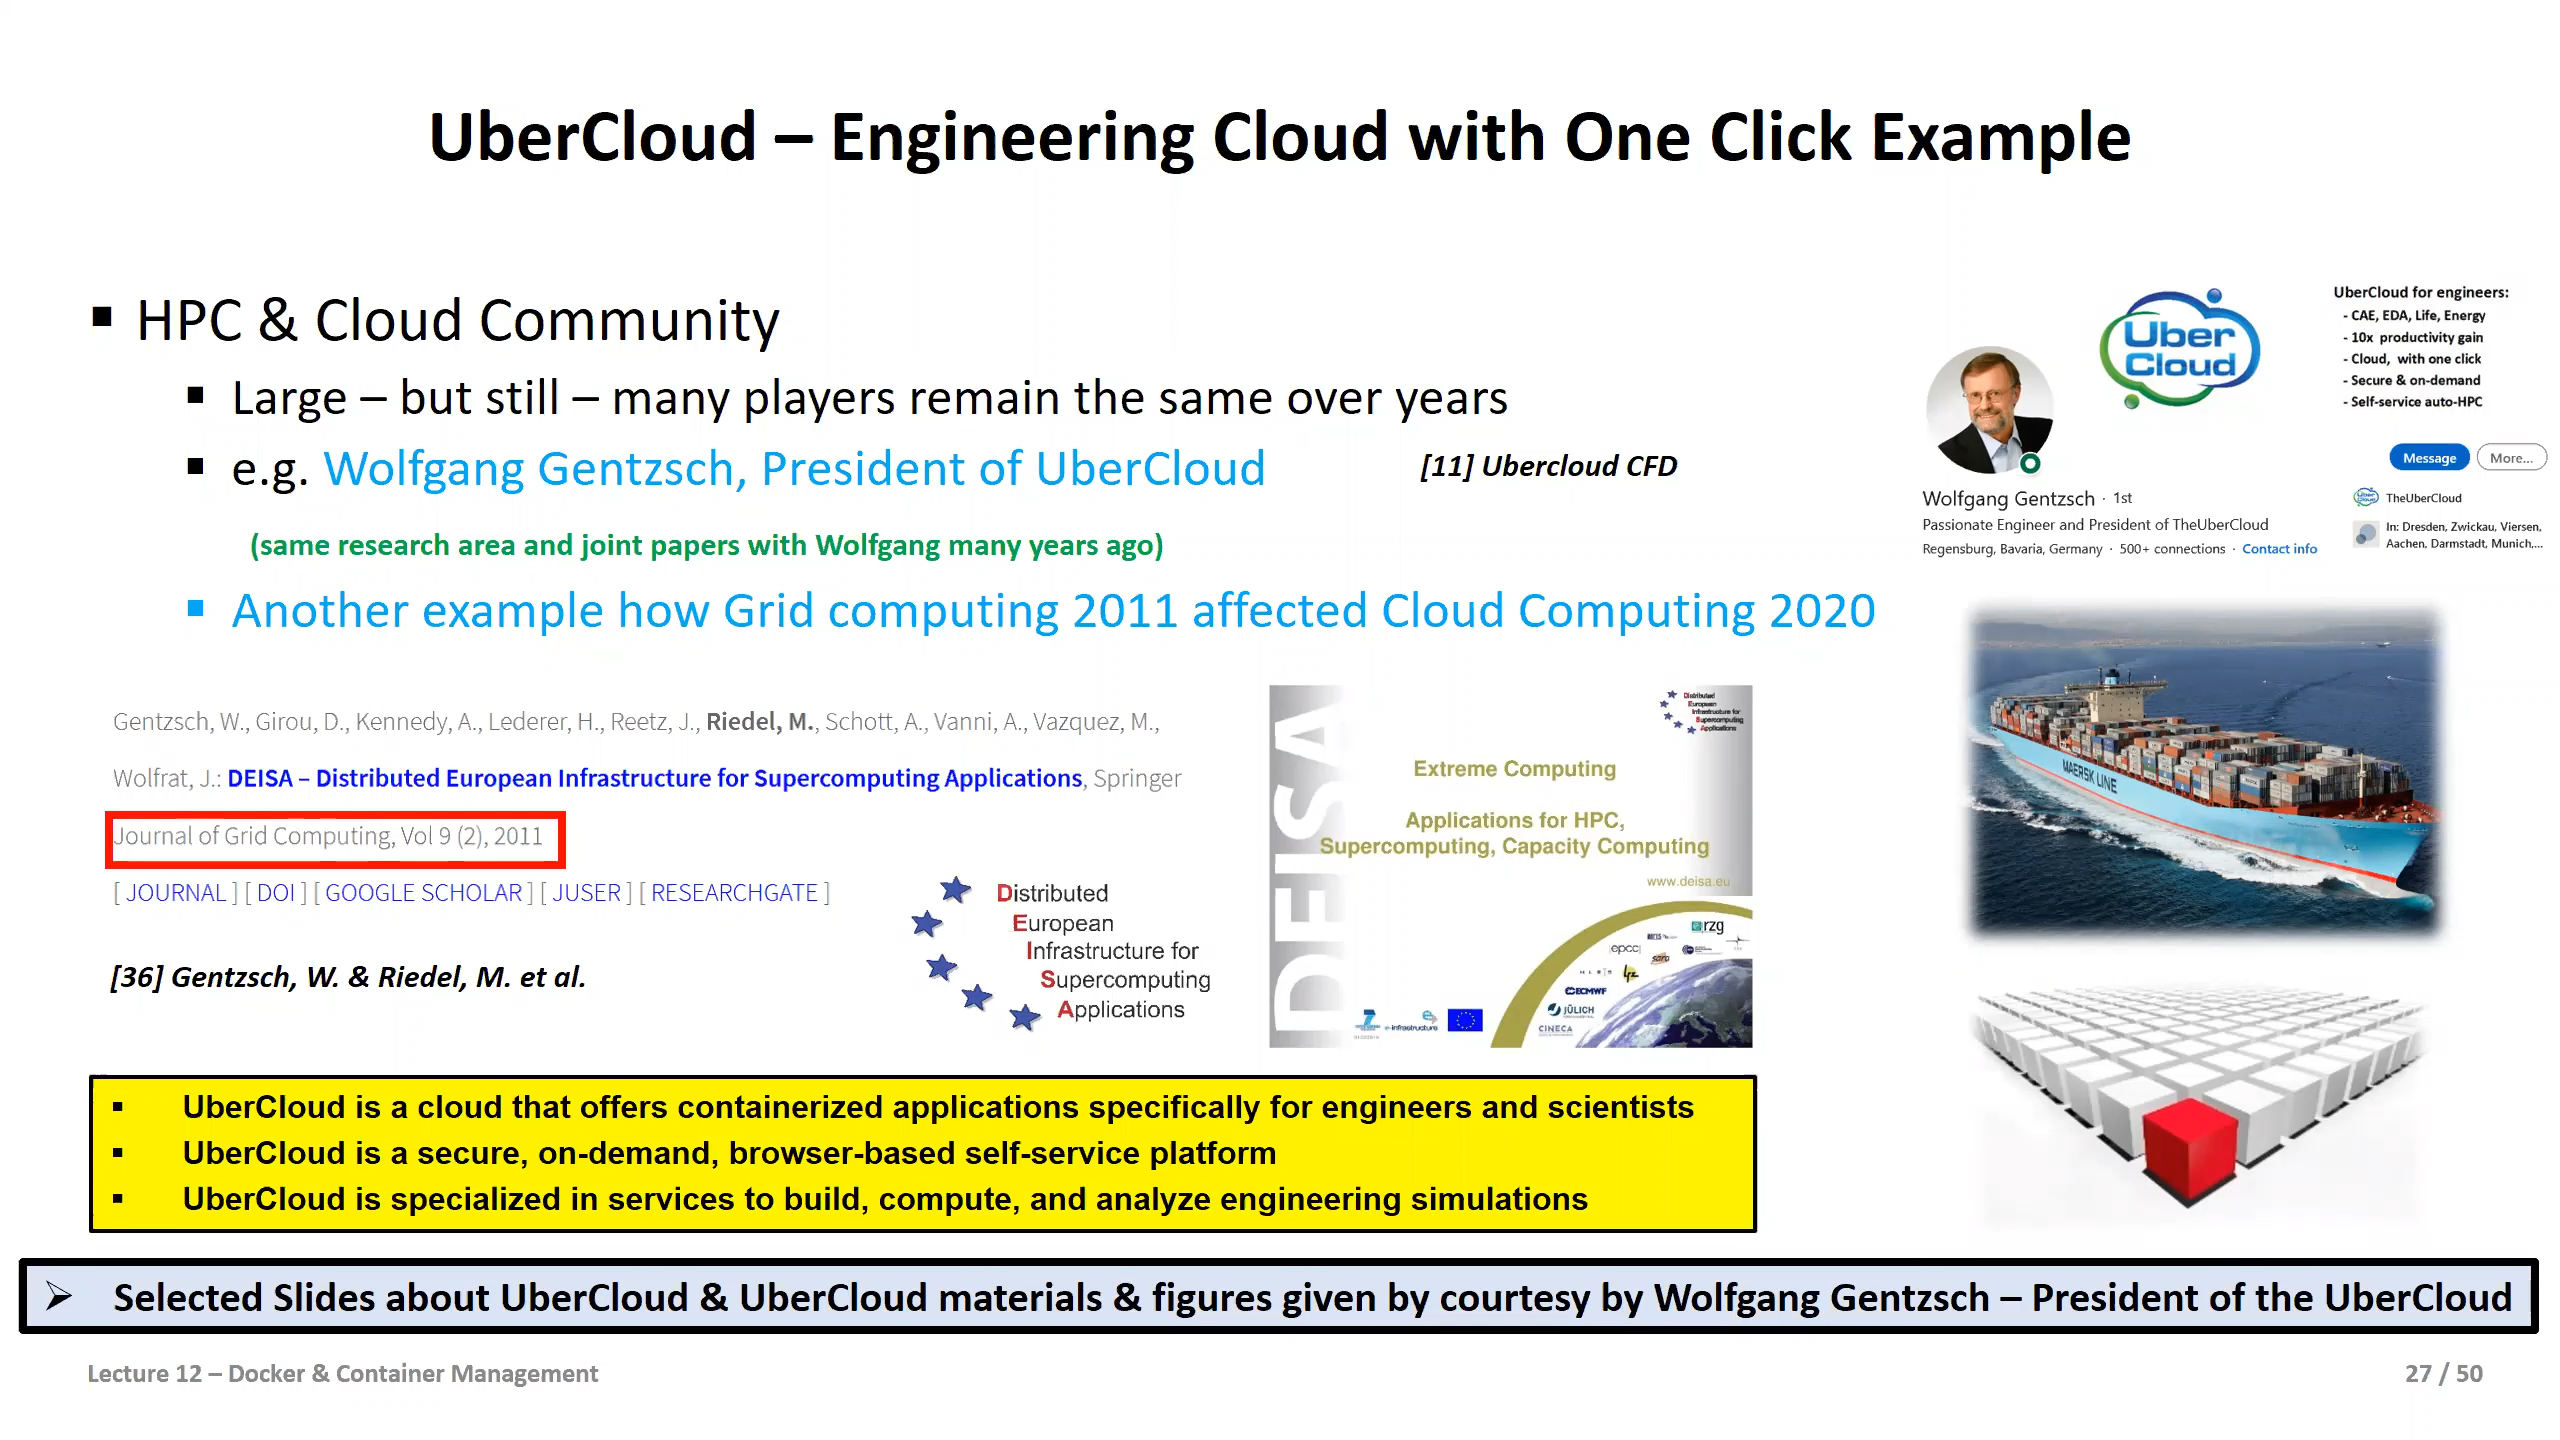 UberCloud – Engineering Cloud with One Click Example
▪ HPC & Cloud Community
▪ Large – but still – many players remain the same over years
▪ e.g. Wolfgang Gentzsch, President of UberCloud
[11] Ubercloud CFD
(same research area and joint papers with Wolfgang many years ago)
▪ Another example how Grid computing 2011 affected Cloud Computing 2020
Uber
Cloud
UberCloud for engineers:
- CAE, EDA, Life, Energy
- 10x productivity gain
- Cloud, with one click
- Secure & on-demand
- Self-service auto-HPC
Message
More...
Wolfgang Gentzsch · 1st
Passionate Engineer and President of TheUberCloud
Regensburg, Bavaria, Germany · 500+ connections · Contact info
TheUberCloud
In: Dresden, Zwickau, Viersen,
Aachen, Darmstadt, Munich,...
Gentzsch, W., Girou, D., Kennedy, A., Lederer, H., Reetz, J., Riedel, M., Schott, A., Vanni, A., Vazquez, M.,
Wolfrat, J.: DEISA – Distributed European Infrastructure for Supercomputing Applications, Springer
Journal of Grid Computing, Vol 9 (2), 2011
[ JOURNAL ] [ DOI ] [ GOOGLE SCHOLAR ] [ JUSER ] [ RESEARCHGATE ]
[36] Gentzsch, W. & Riedel, M. et al.
Distributed
European
Infrastructure for
Supercomputing
Applications
DEISA
Distributed
European
Infrastructure for
Supercomputing
Applications
Extreme Computing
Applications for HPC,
Supercomputing, Capacity Computing
www.deisa.eu
rzg
epcc
sara
lrz
ECMWF
JÜLICH
CINECA
e-infrastructure
MAERSK LINE
▪ UberCloud is a cloud that offers containerized applications specifically for engineers and scientists
▪ UberCloud is a secure, on-demand, browser-based self-service platform
▪ UberCloud is specialized in services to build, compute, and analyze engineering simulations
➢ Selected Slides about UberCloud & UberCloud materials & figures given by courtesy by Wolfgang Gentzsch – President of the UberCloud
Lecture 12 – Docker & Container Management
27 / 50